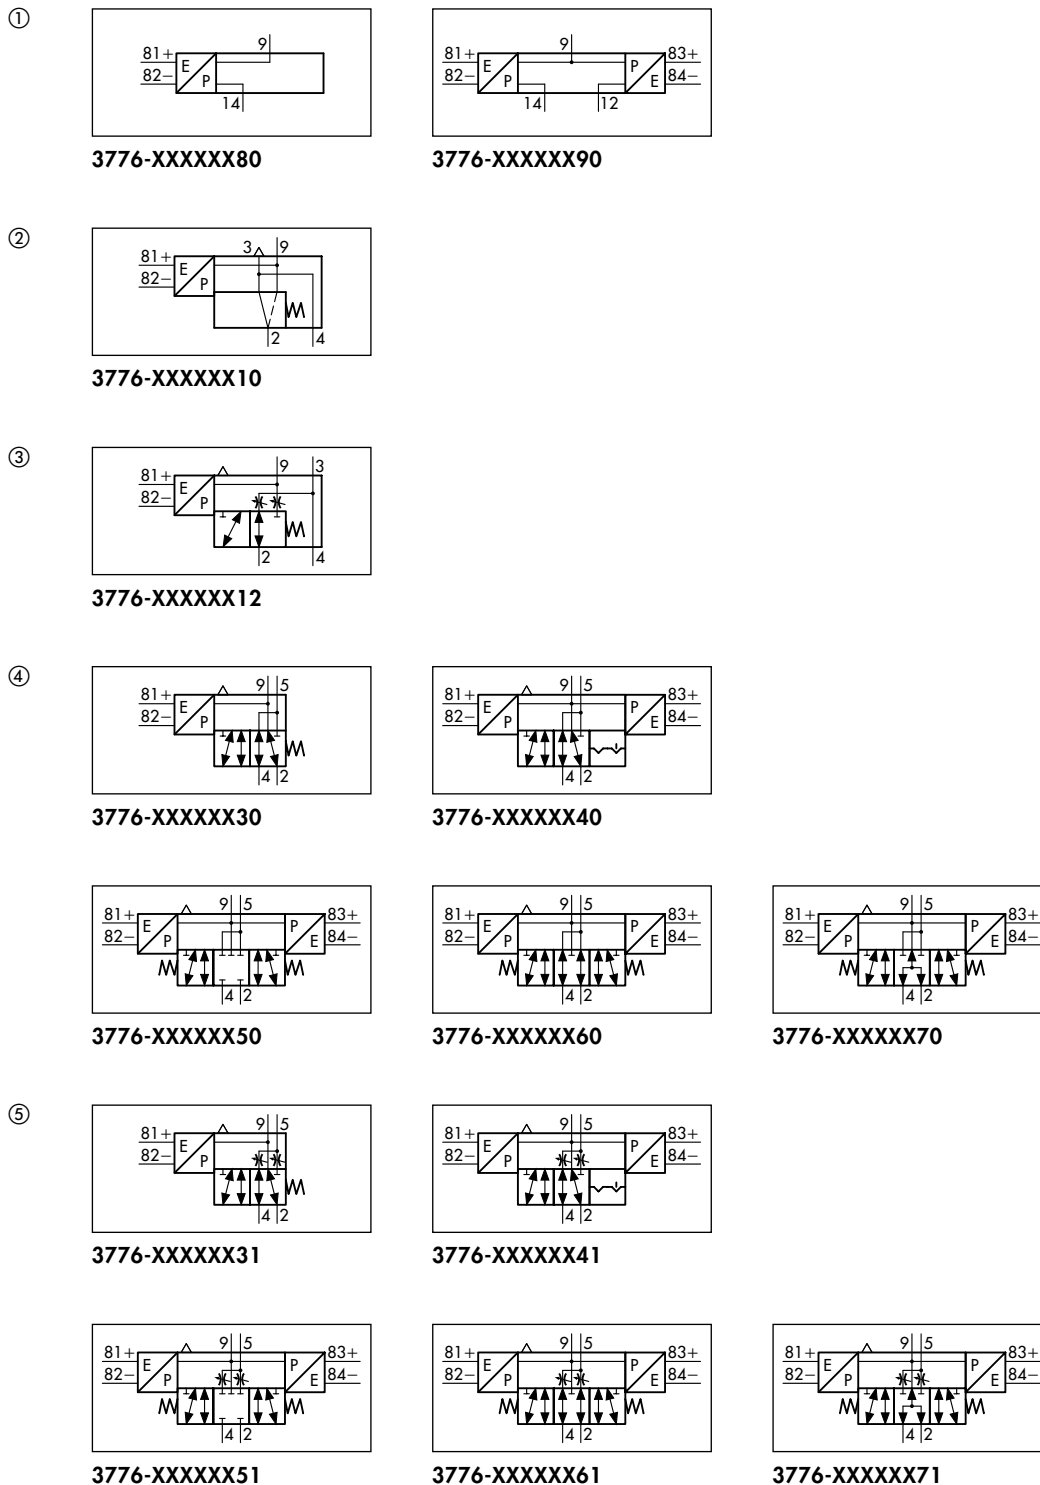 ①
9 9
81+ E 81+ E P 83+
82− P 82− P E 84−
14 14 12
3776-XXXXXX80 3776-XXXXXX90
②
3 9
81+ E
82− P
2 4
3776-XXXXXX10
③
9 3
81+ E
82− P
2 4
3776-XXXXXX12
④
9 5 9 5
81+ E 81+ E P 83+
82− P 82− P E 84−
4 2 4 2
3776-XXXXXX30 3776-XXXXXX40
9 5 9 5 9 5
81+ E P 83+ 81+ E P 83+ 81+ E P 83+
82− P E 84− 82− P E 84− 82− P E 84−
4 2 4 2 4 2
3776-XXXXXX50 3776-XXXXXX60 3776-XXXXXX70
⑤
9 5 9 5
81+ E 81+ E P 83+
82− P 82− P E 84−
4 2 4 2
3776-XXXXXX31 3776-XXXXXX41
9 5 9 5 9 5
81+ E P 83+ 81+ E P 83+ 81+ E P 83+
82− P E 84− 82− P E 84− 82− P E 84−
4 2 4 2 4 2
3776-XXXXXX51 3776-XXXXXX61 3776-XXXXXX71